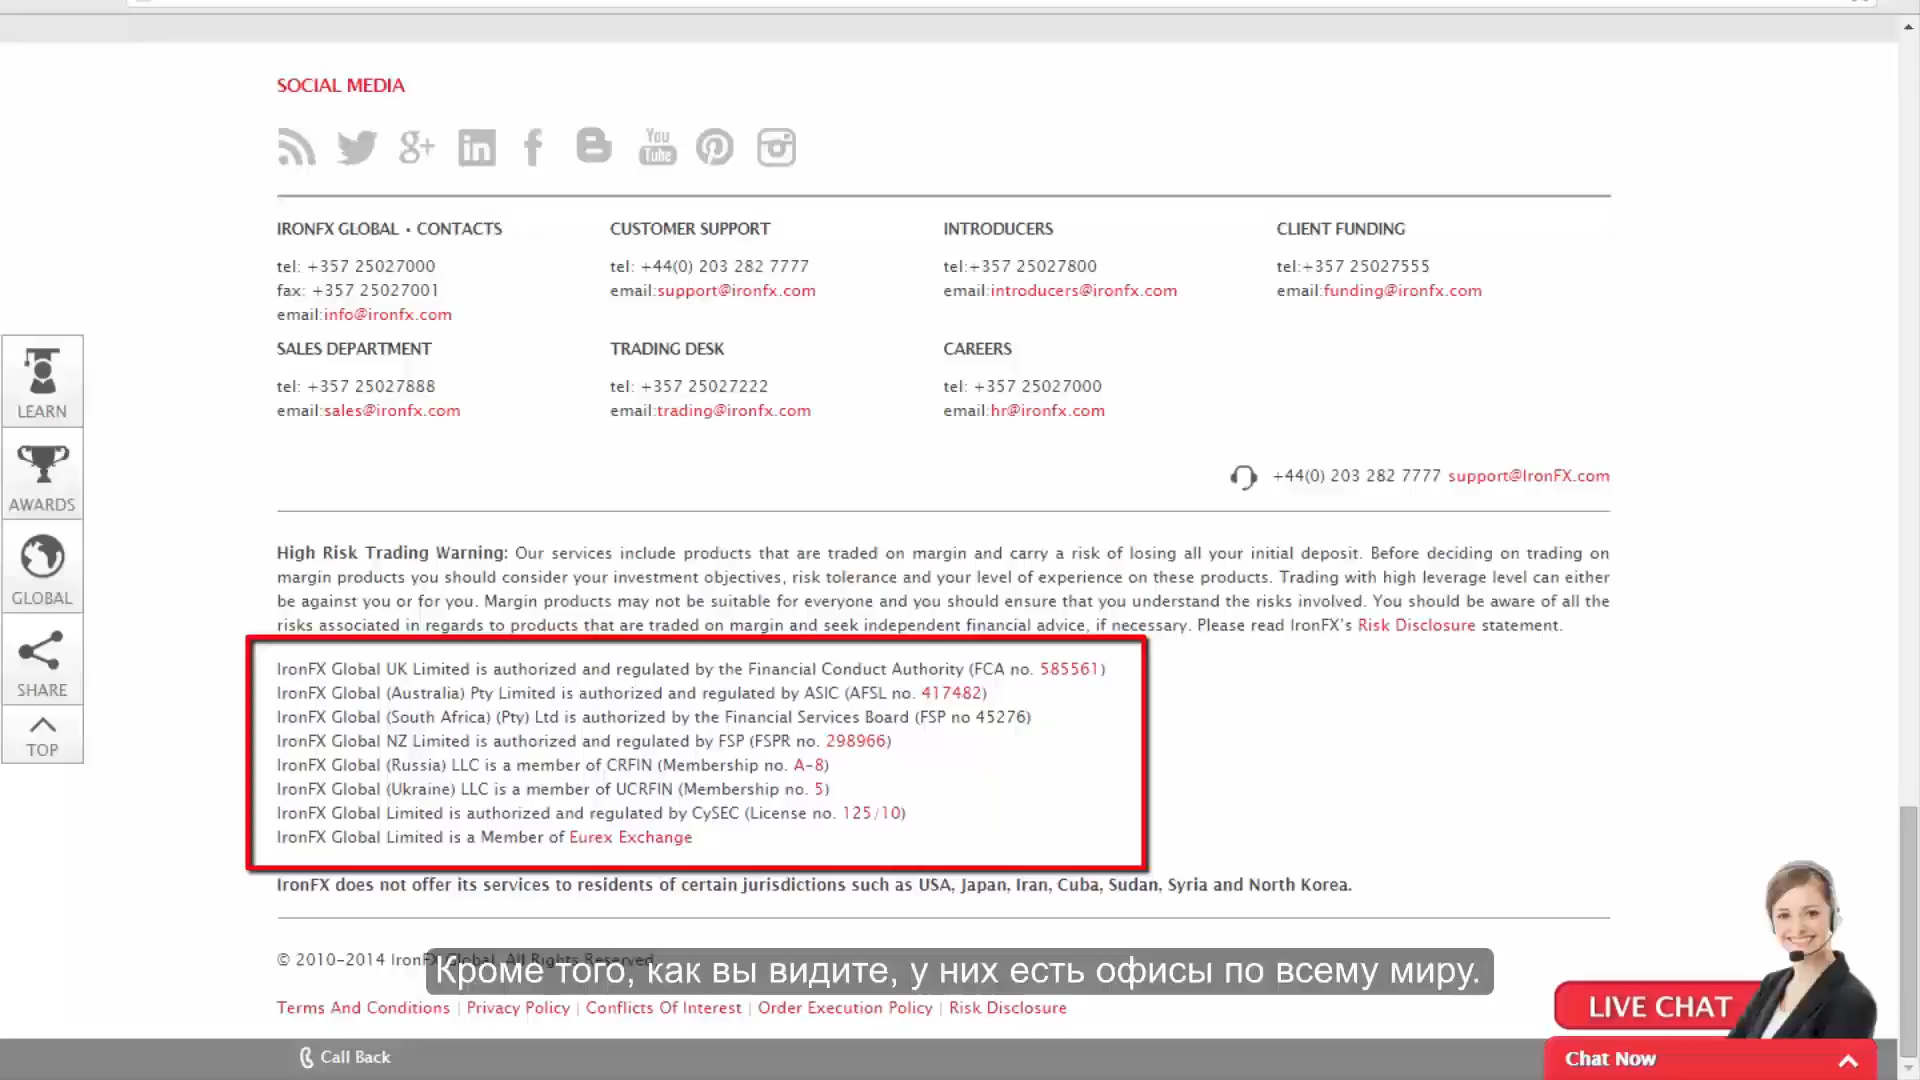 SOCIAL MEDIA
g+ in f B You Tube
IRONFX GLOBAL • CONTACTS
tel: +357 25027000
fax: +357 25027001
email:info@ironfx.com
CUSTOMER SUPPORT
tel: +44(0) 203 282 7777
email:support@ironfx.com
INTRODUCERS
tel:+357 25027800
email:introducers@ironfx.com
CLIENT FUNDING
tel:+357 25027555
email:funding@ironfx.com
SALES DEPARTMENT
tel: +357 25027888
email:sales@ironfx.com
TRADING DESK
tel: +357 25027222
email:trading@ironfx.com
CAREERS
tel: +357 25027000
email:hr@ironfx.com
LEARN
AWARDS
GLOBAL
SHARE
TOP
+44(0) 203 282 7777 support@IronFX.com
High Risk Trading Warning: Our services include products that are traded on margin and carry a risk of losing all your initial deposit. Before deciding on trading on
margin products you should consider your investment objectives, risk tolerance and your level of experience on these products. Trading with high leverage level can either
be against you or for you. Margin products may not be suitable for everyone and you should ensure that you understand the risks involved. You should be aware of all the
risks associated in regards to products that are traded on margin and seek independent financial advice, if necessary. Please read IronFX's Risk Disclosure statement.
IronFX Global UK Limited is authorized and regulated by the Financial Conduct Authority (FCA no. 585561)
IronFX Global (Australia) Pty Limited is authorized and regulated by ASIC (AFSL no. 417482)
IronFX Global (South Africa) (Pty) Ltd is authorized by the Financial Services Board (FSP no 45276)
IronFX Global NZ Limited is authorized and regulated by FSP (FSPR no. 298966)
IronFX Global (Russia) LLC is a member of CRFIN (Membership no. A-8)
IronFX Global (Ukraine) LLC is a member of UCRFIN (Membership no. 5)
IronFX Global Limited is authorized and regulated by CySEC (License no. 125/10)
IronFX Global Limited is a Member of Eurex Exchange
IronFX does not offer its services to residents of certain jurisdictions such as USA, Japan, Iran, Cuba, Sudan, Syria and North Korea.
© 2010-2014 IronFX Global. All Rights Reserved
Кроме того, как вы видите, у них есть офисы по всему миру.
Terms And Conditions | Privacy Policy | Conflicts Of Interest | Order Execution Policy | Risk Disclosure
LIVE CHAT
Call Back
Chat Now